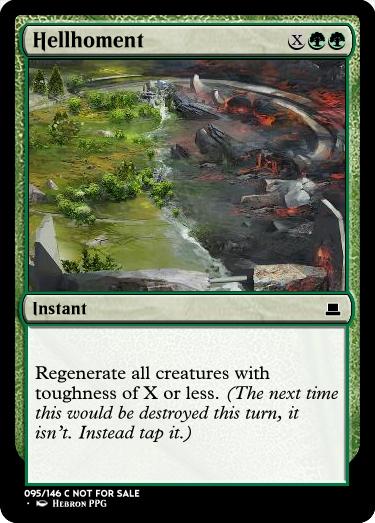 Hellhoment X
Instant
Regenerate all creatures with
toughness of X or less. (The next time
this would be destroyed this turn, it
isn't. Instead tap it.)
095/146 C NOT FOR SALE
· HEBRON PPG